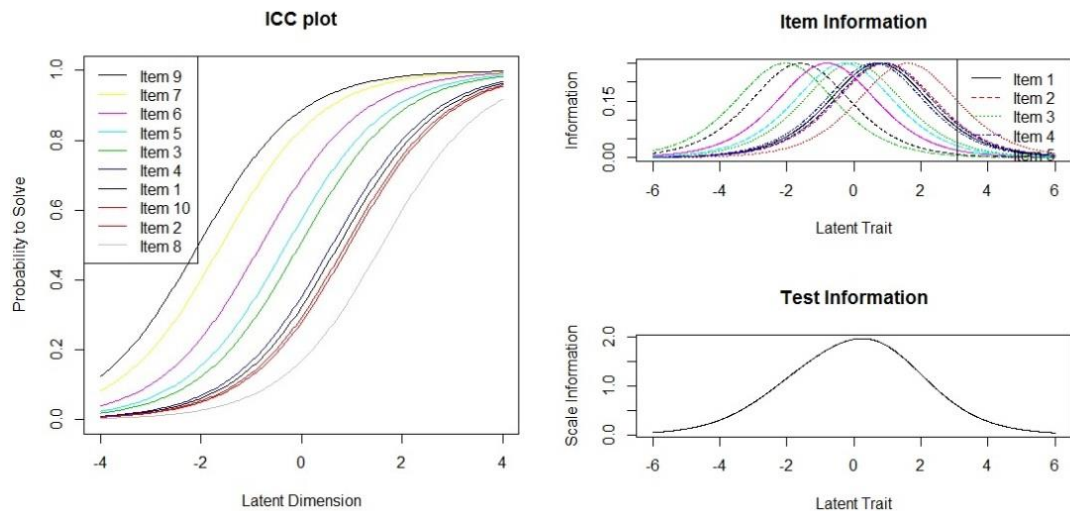 ICC plot
Probability to Solve
1.0
0.8
0.6
0.4
0.2
0.0
Item 9
Item 7
Item 6
Item 5
Item 3
Item 4
Item 1
Item 10
Item 2
Item 8
-4
-2
0
2
4
Latent Dimension
Item Information
Information
0.15
0.00
Item 1
Item 2
Item 3
Item 4
-6
-4
-2
0
2
4
6
Latent Trait
Test Information
Scale Information
2.0
1.0
0.0
-6
-4
-2
0
2
4
6
Latent Trait